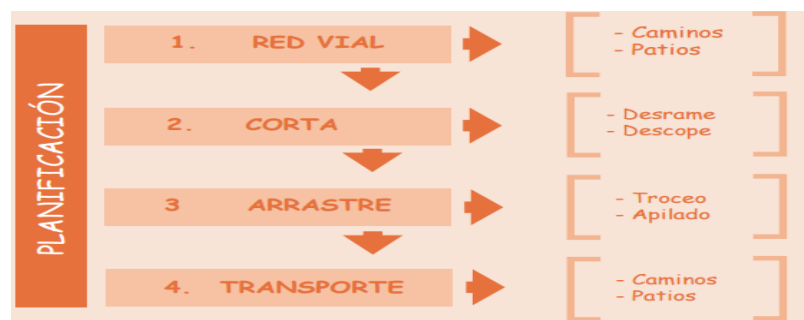 PLANIFICACIÓN
1. RED VIAL
- Caminos
- Patios
2. CORTA
- Desrame
- Descope
3 ARRASTRE
- Troceo
- Apilado
4. TRANSPORTE
- Caminos
- Patios